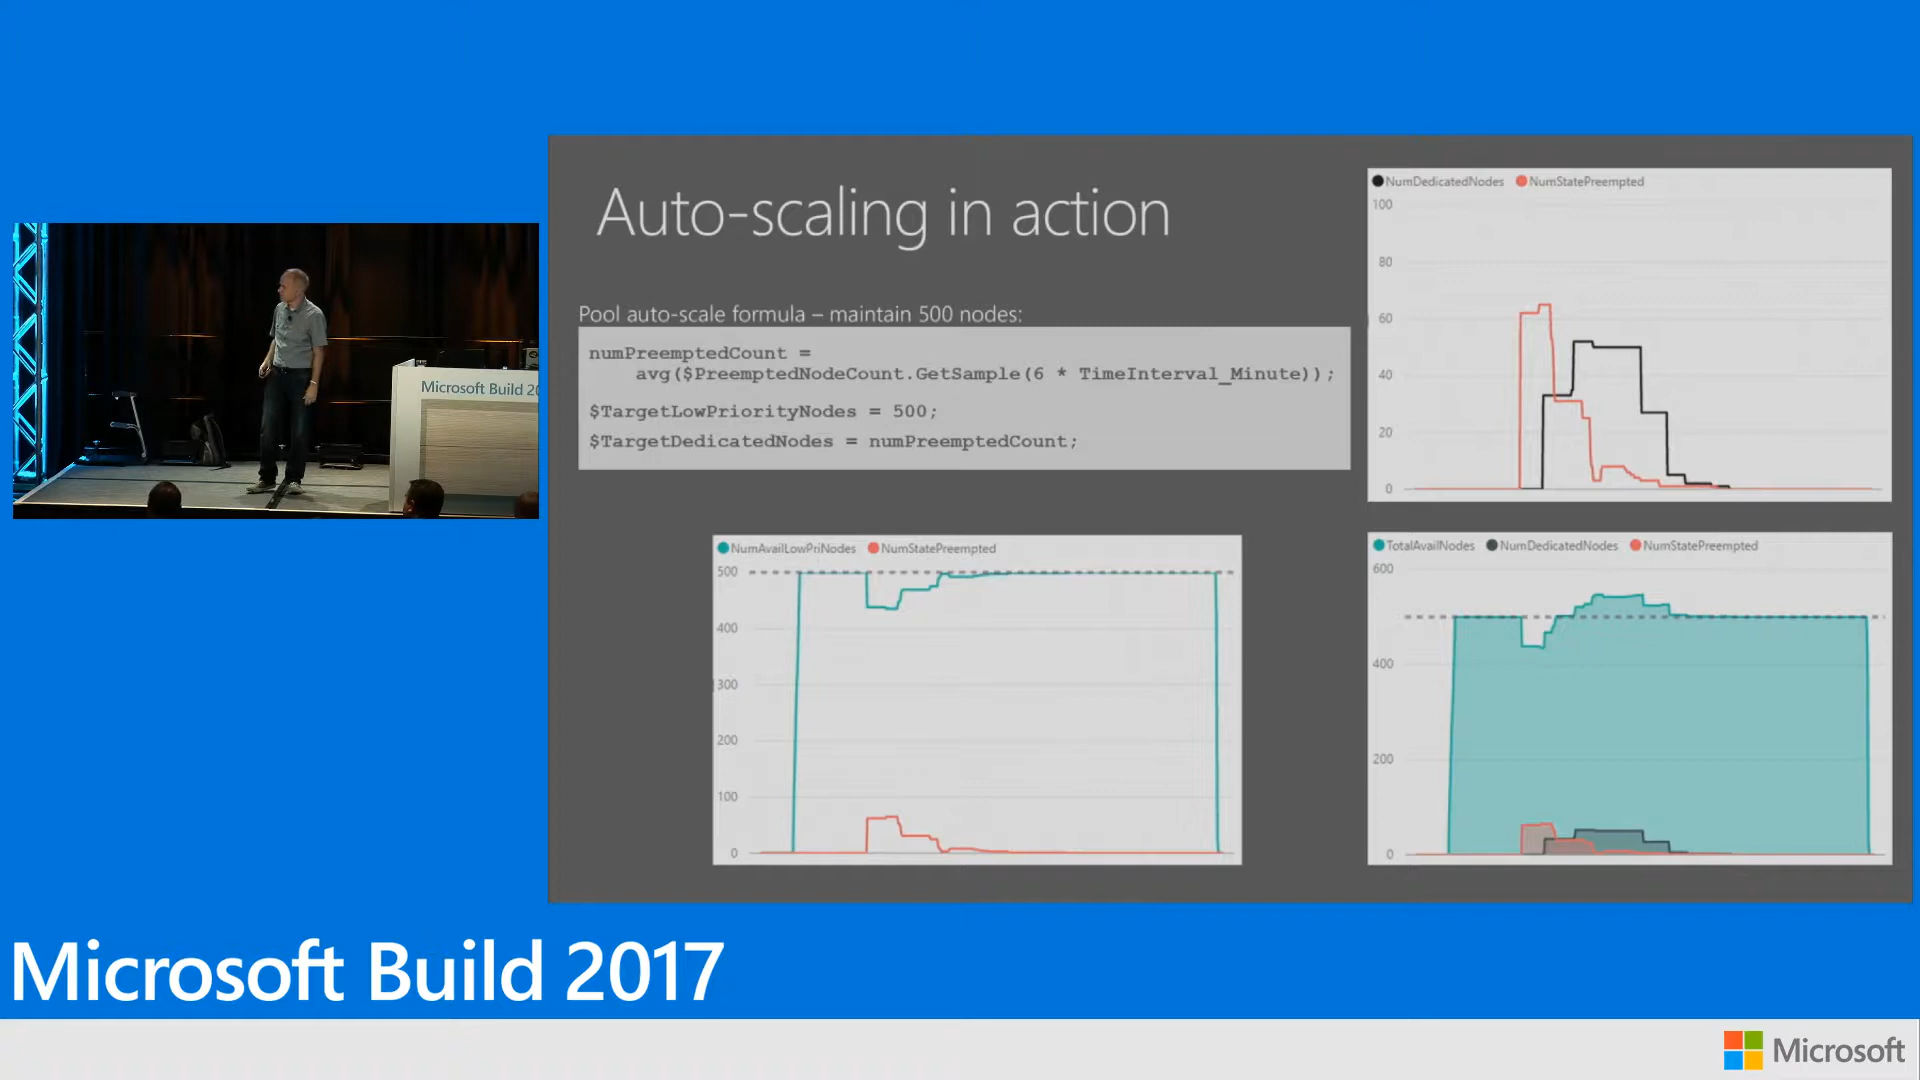 Auto-scaling in action
Pool auto-scale formula – maintain 500 nodes:
numPreemptedCount =
avg($PreemptedNodeCount.GetSample(6 * TimeInterval_Minute));
$TargetLowPriorityNodes = 500;
$TargetDedicatedNodes = numPreemptedCount;
NumDedicatedNodes NumStatePreempted
100
80
60
40
20
0
NumAvailLowPriNodes NumStatePreempted
500
400
300
200
100
0
TotalAvailNodes NumDedicatedNodes NumStatePreempted
600
400
200
0
Microsoft Build 20
Microsoft Build 2017
Microsoft